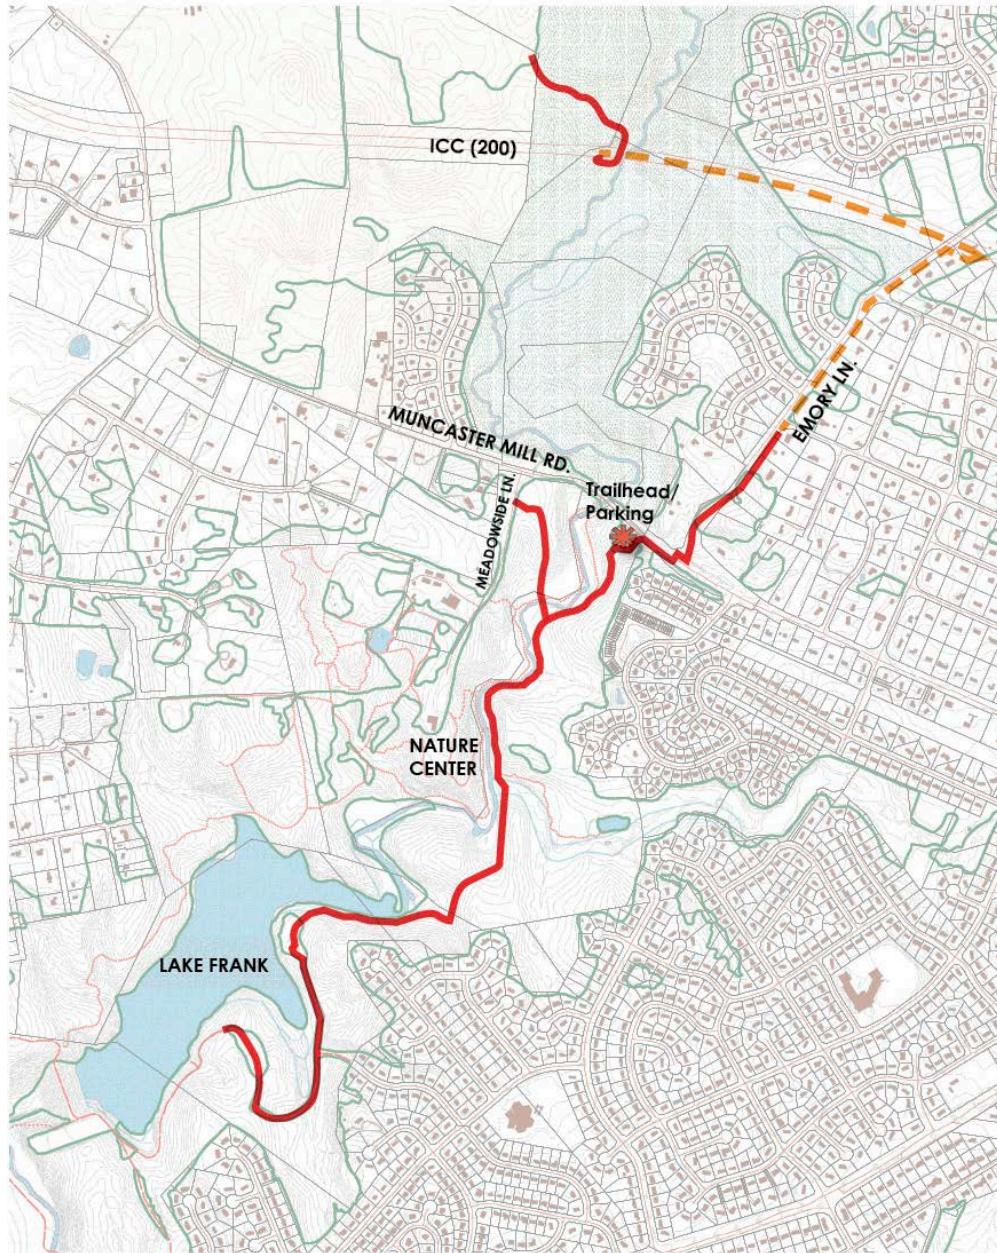 ICC (200)
EMORY LN.
MUNCASTER MILL RD.
MEADOWSIDE LN.
Trailhead/
Parking
NATURE
CENTER
LAKE FRANK